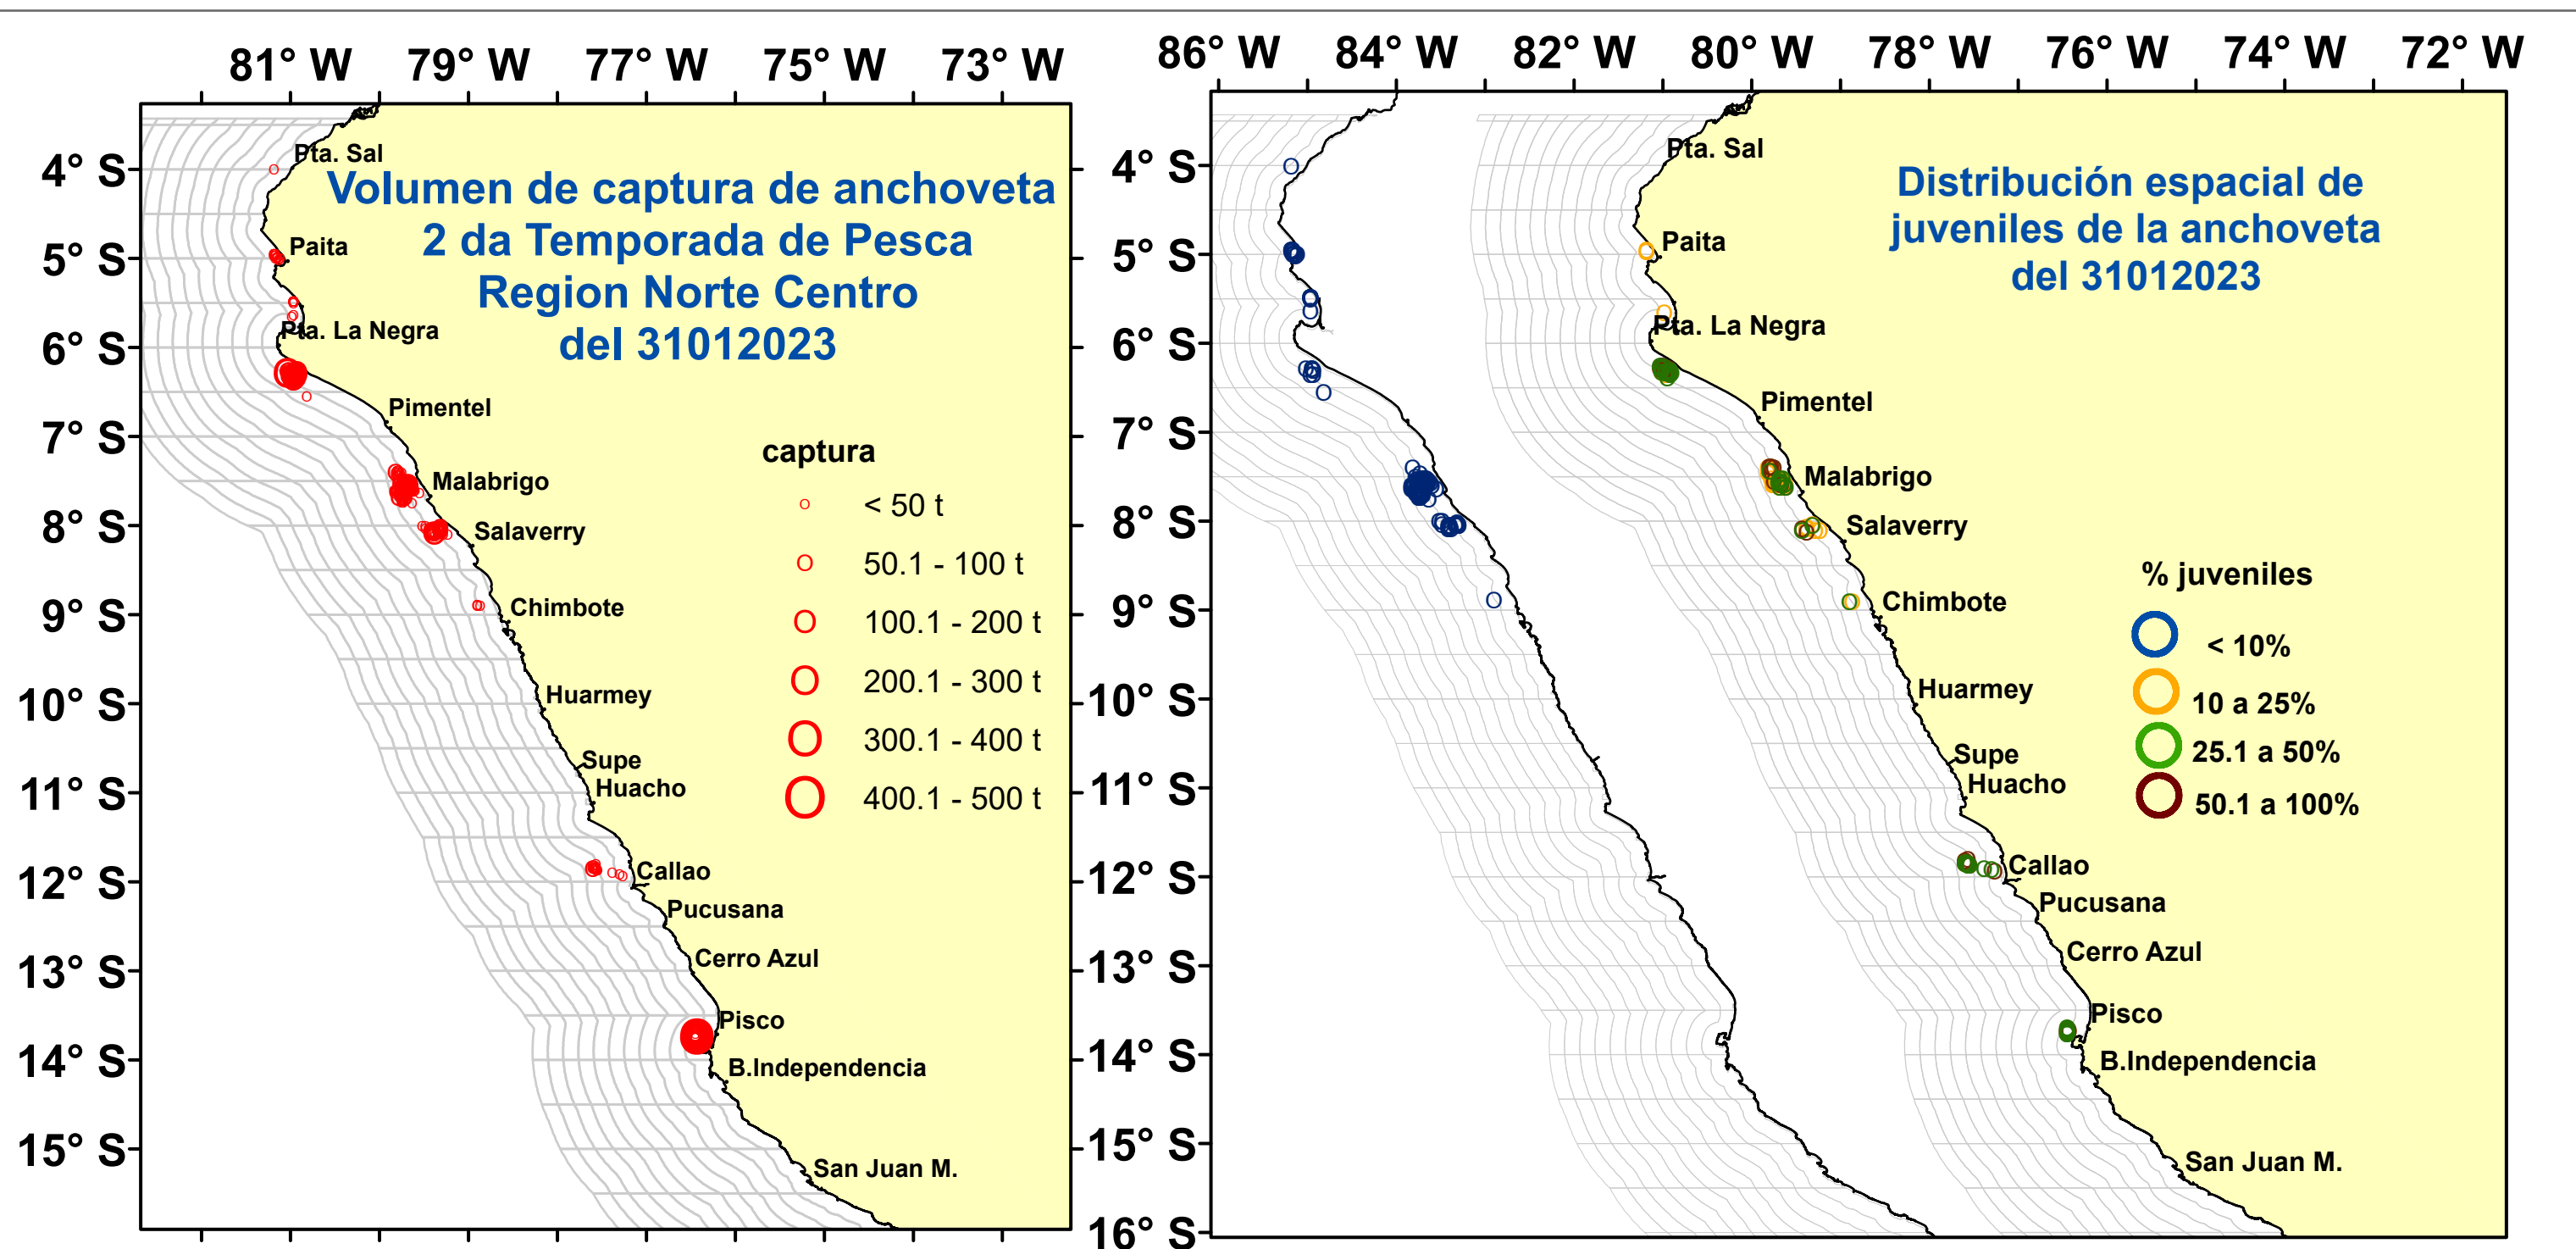 81° W 79° W 77° W 75° W 73° W
4° S
5° S
6° S
7° S
8° S
9° S
10° S
11° S
12° S
13° S
14° S
15° S
Volumen de captura de anchoveta
2 da Temporada de Pesca
Region Norte Centro
del 31012023
Pta. Sal
Paita
Pta. La Negra
Pimentel
Malabrigo
Salaverry
Chimbote
Huarmey
Supe
Huacho
Callao
Pucusana
Cerro Azul
Pisco
B.Independencia
San Juan M.
captura
< 50 t
50.1 - 100 t
100.1 - 200 t
200.1 - 300 t
300.1 - 400 t
400.1 - 500 t
86° W 84° W 82° W 80° W 78° W 76° W 74° W 72° W
4° S
5° S
6° S
7° S
8° S
9° S
10° S
11° S
12° S
13° S
14° S
15° S
16° S
Distribución espacial de
juveniles de la anchoveta
del 31012023
Pta. Sal
Paita
Pta. La Negra
Pimentel
Malabrigo
Salaverry
Chimbote
Huarmey
Supe
Huacho
Callao
Pucusana
Cerro Azul
Pisco
B.Independencia
San Juan M.
% juveniles
< 10%
10 a 25%
25.1 a 50%
50.1 a 100%